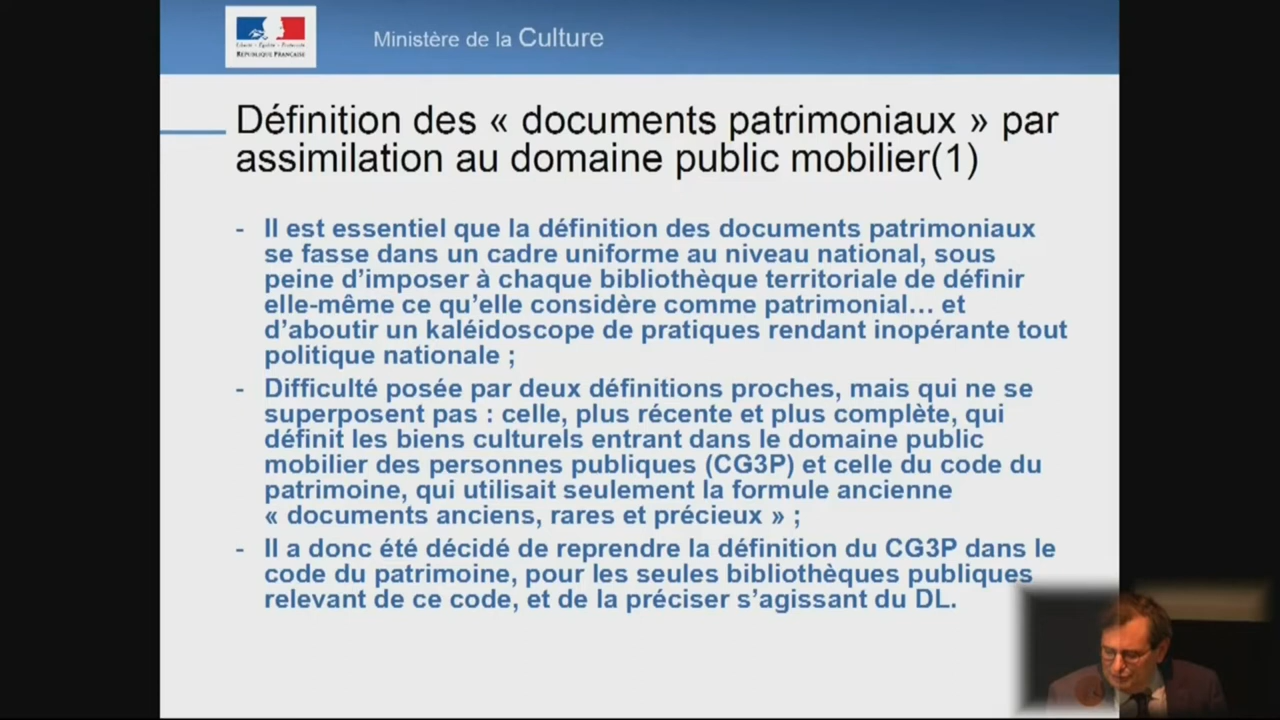 Ministère de la Culture
Liberté • Égalité • Fraternité
RÉPUBLIQUE FRANÇAISE
Définition des « documents patrimoniaux » par
assimilation au domaine public mobilier(1)
- Il est essentiel que la définition des documents patrimoniaux
se fasse dans un cadre uniforme au niveau national, sous
peine d’imposer à chaque bibliothèque territoriale de définir
elle-même ce qu’elle considère comme patrimonial… et
d’aboutir un kaléidoscope de pratiques rendant inopérante tout
politique nationale ;
- Difficulté posée par deux définitions proches, mais qui ne se
superposent pas : celle, plus récente et plus complète, qui
définit les biens culturels entrant dans le domaine public
mobilier des personnes publiques (CG3P) et celle du code du
patrimoine, qui utilisait seulement la formule ancienne
« documents anciens, rares et précieux » ;
- Il a donc été décidé de reprendre la définition du CG3P dans le
code du patrimoine, pour les seules bibliothèques publiques
relevant de ce code, et de la préciser s’agissant du DL.